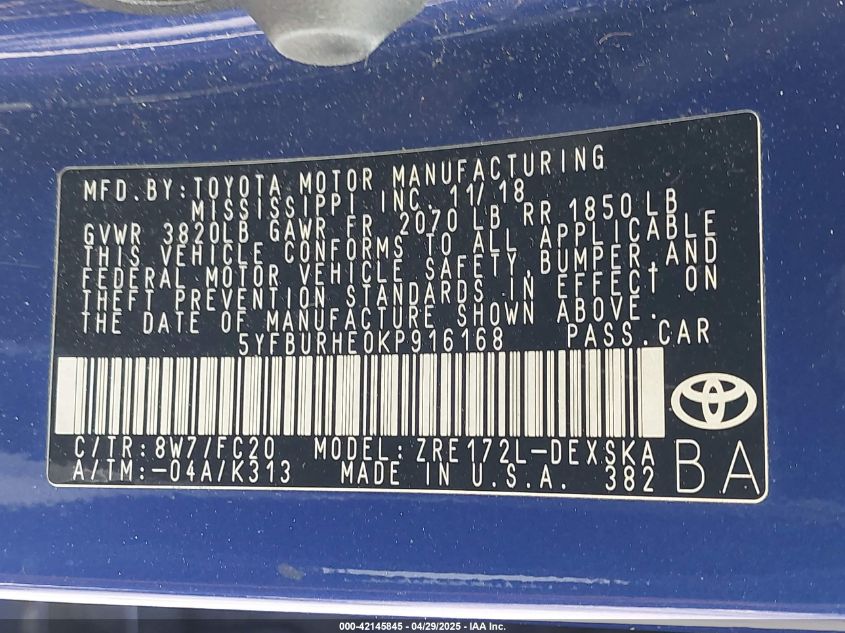 MFD.BY:TOYOTA MOTOR MANUFACTURING
MISSISSIPPI INC. 11/18
GVWR 3820LB GAWR FR 2070 LB RR 1850 LB
THIS VEHICLE CONFORMS TO ALL APPLICABLE
FEDERAL MOTOR VEHICLE SAFETY,BUMPER,AND
THEFT PREVENTION STANDARDS IN EFFECT ON
THE DATE OF MANUFACTURE SHOWN ABOVE.
5YFBURHE0KP916168 PASS.CAR
C/TR:8W7/FC20 MODEL:ZRE172L-DEXSKA
A/TM:-04A/K313 MADE IN U.S.A. 382
BA
000-42145845 - 04/29/2025 - IAA Inc.